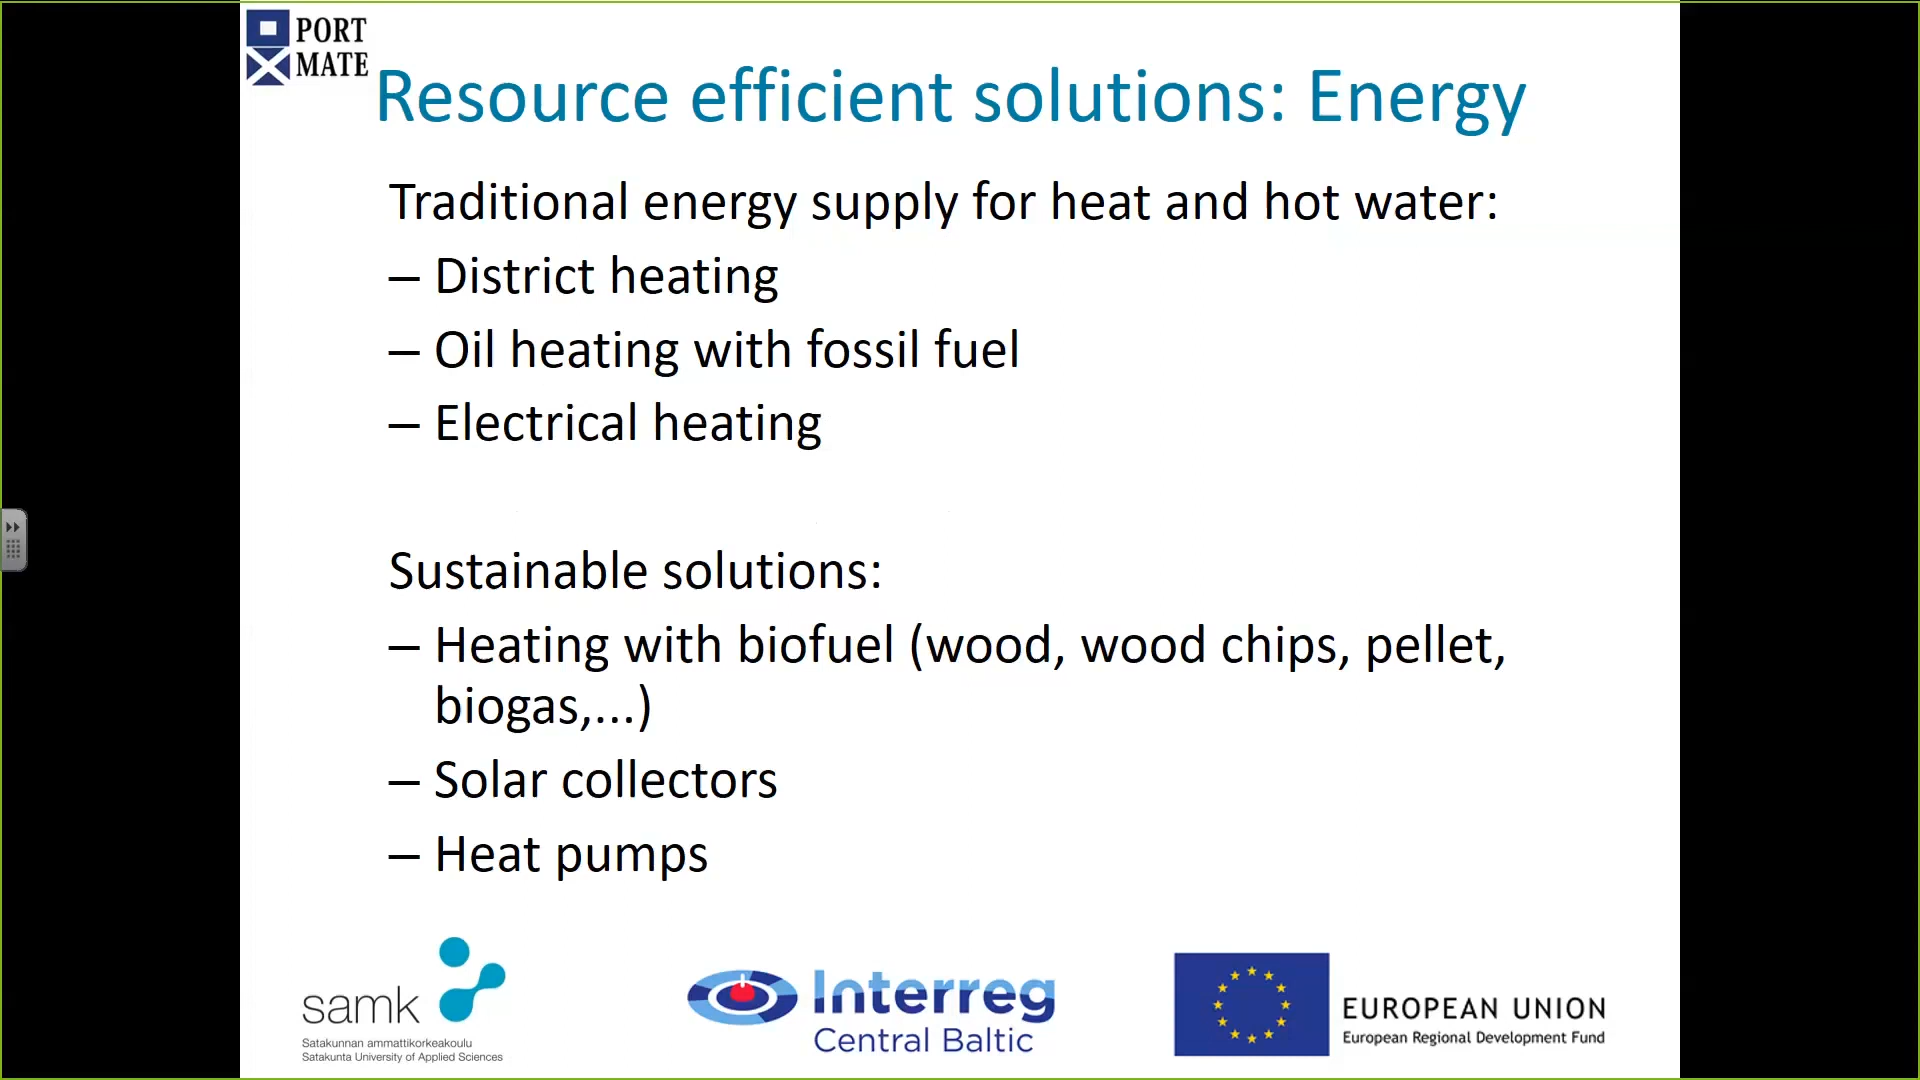 PORT
MATE
Resource efficient solutions: Energy
Traditional energy supply for heat and hot water:
– District heating
– Oil heating with fossil fuel
– Electrical heating
Sustainable solutions:
– Heating with biofuel (wood, wood chips, pellet,
biogas,...)
– Solar collectors
– Heat pumps
samk
Satakunnan ammattikorkeakoulu
Satakunta University of Applied Sciences
Interreg
Central Baltic
EUROPEAN UNION
European Regional Development Fund